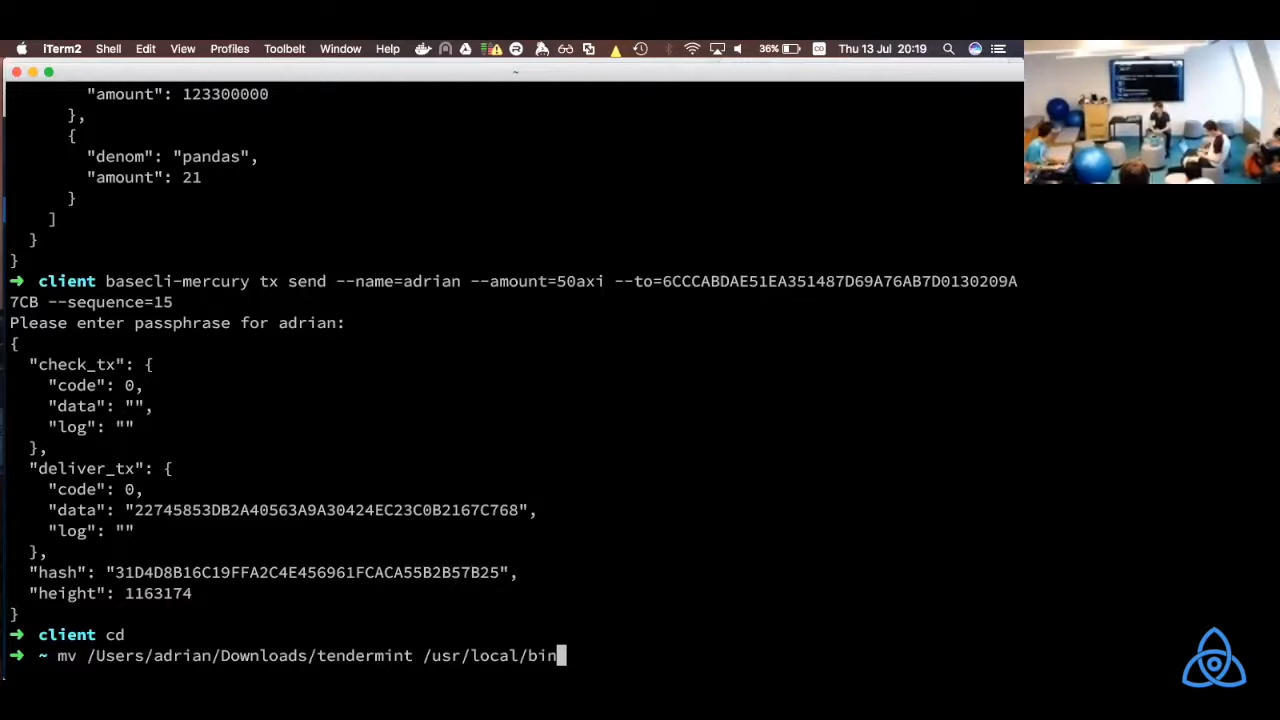 iTerm2 Shell Edit View Profiles Toolbelt Window Help 36% CO Thu 13 Jul 20:19
~
"amount": 123300000
},
{
"denom": "pandas",
"amount": 21
}
]
}
}
➜ client basecli-mercury tx send --name=adrian --amount=50axi --to=6CCCABDAE51EA351487D69A76AB7D0130209A
7CB --sequence=15
Please enter passphrase for adrian:
{
"check_tx": {
"code": 0,
"data": "",
"log": ""
},
"deliver_tx": {
"code": 0,
"data": "22745853DB2A40563A9A30424EC23C0B2167C768",
"log": ""
},
"hash": "31D4D8B16C19FFA2C4E456961FCACA55B2B57B25",
"height": 1163174
}
➜ client cd
➜ ~ mv /Users/adrian/Downloads/tendermint /usr/local/bin